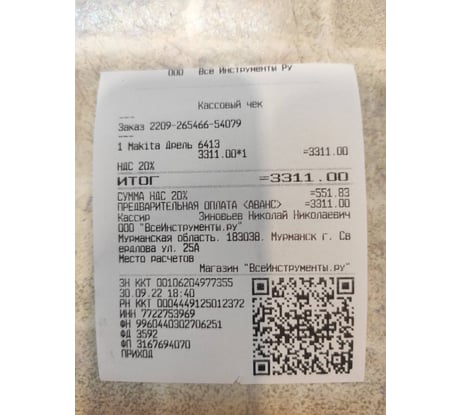 ООО   Все Инструменты Ру
Кассовый чек
---
Заказ 2209-265466-54079
---
1 Makita Дрель 6413
3311.00*1 =3311.00
НДС 20%
ИТОГ =3311.00
СУММА НДС 20% =551.83
ПРЕДВАРИТЕЛЬНАЯ ОПЛАТА <АВАНС> =3311.00
Кассир Зиновьев Николай Николаевич
ООО "ВсеИнструменты.ру"
Мурманская область. 183038. Мурманск г. Св
ердлова ул. 25А
Место расчетов
Магазин "ВсеИнструменты.ру"
ЗН ККТ 00106204977355
30.09.22 18:40
РН ККТ 0004449125012372
ИНН 7722753969
ФН 9960440302706251
ФД 3592
ФП 3167694070
ПРИХОД